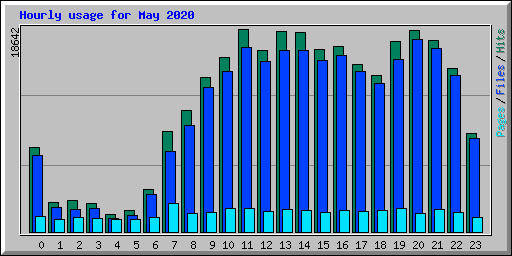 Hourly usage for May 2020
18642
Pages / Files / Hits
0 1 2 3 4 5 6 7 8 9 10 11 12 13 14 15 16 17 18 19 20 21 22 23